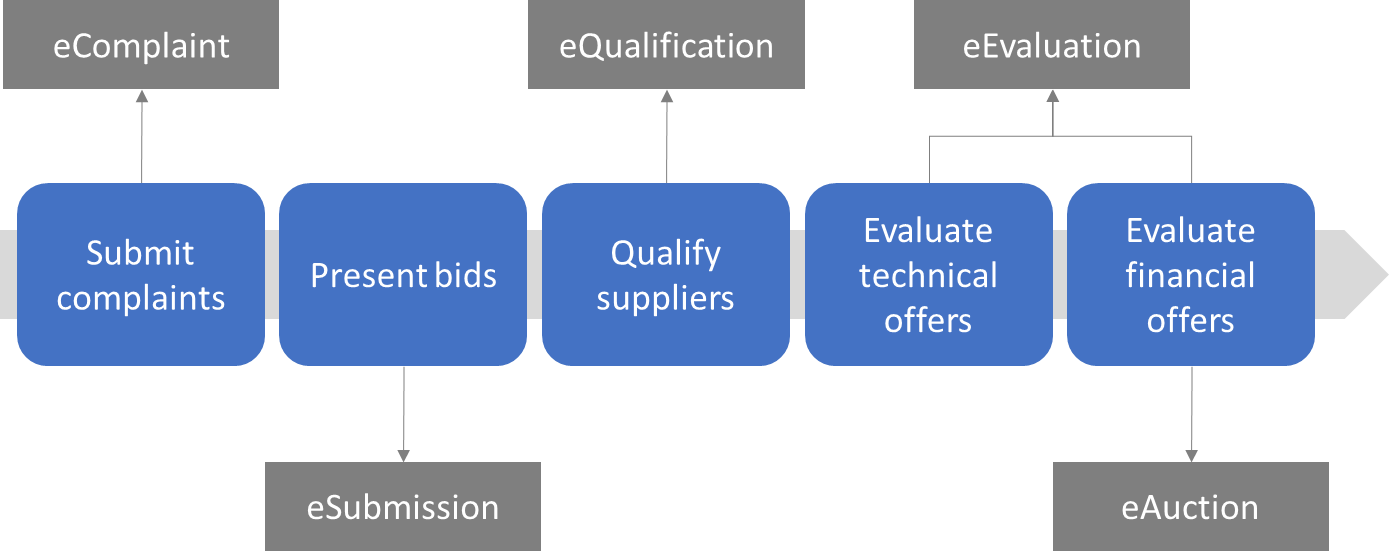 eComplaint
eQualification
eEvaluation
Submit
complaints
Present bids
Qualify
suppliers
Evaluate
technical
offers
Evaluate
financial
offers
eSubmission
eAuction